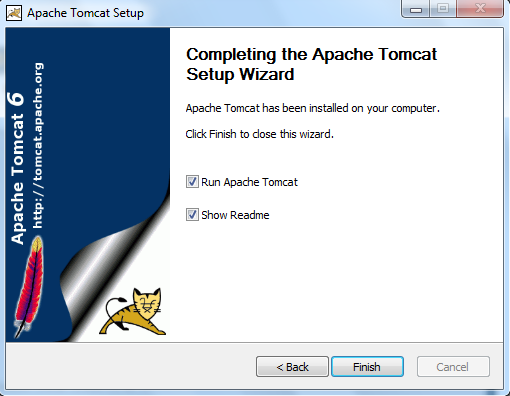 Apache Tomcat Setup
Apache Tomcat 6
http://tomcat.apache.org
Completing the Apache Tomcat
Setup Wizard
Apache Tomcat has been installed on your computer.
Click Finish to close this wizard.
Run Apache Tomcat
Show Readme
< Back
Finish
Cancel